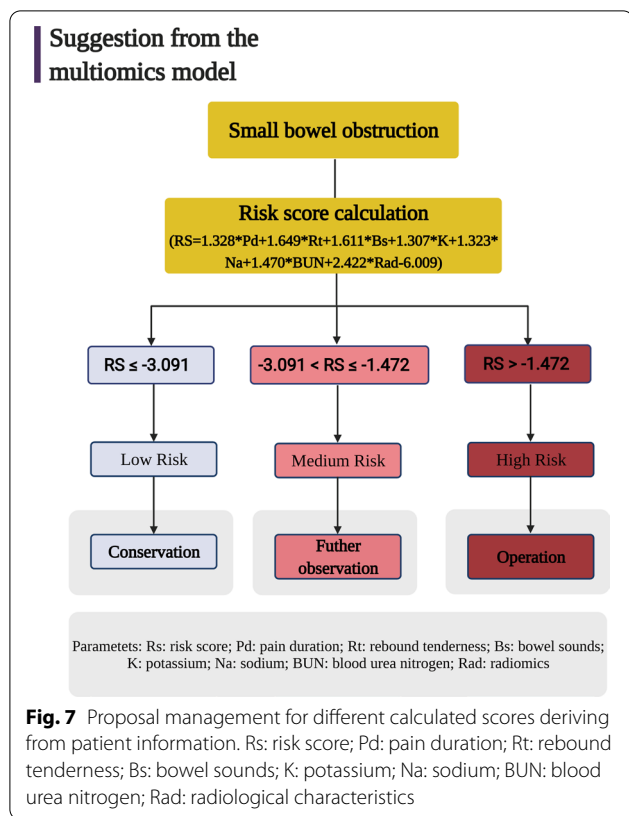 Suggestion from the
multiomics model
Small bowel obstruction
Risk score calculation
(RS=1.328*Pd+1.649*Rt+1.611*Bs+1.307*K+1.323*
Na+1.470*BUN+2.422*Rad-6.009)
RS ≤ -3.091
-3.091 < RS ≤ -1.472
RS > -1.472
Low Risk
Medium Risk
High Risk
Conservation
Futher
observation
Operation
Parametets: Rs: risk score; Pd: pain duration; Rt: rebound tenderness; Bs: bowel sounds;
K: potassium; Na: sodium; BUN: blood urea nitrogen; Rad: radiomics
Fig. 7 Proposal management for different calculated scores deriving
from patient information. Rs: risk score; Pd: pain duration; Rt: rebound
tenderness; Bs: bowel sounds; K: potassium; Na: sodium; BUN: blood
urea nitrogen; Rad: radiological characteristics